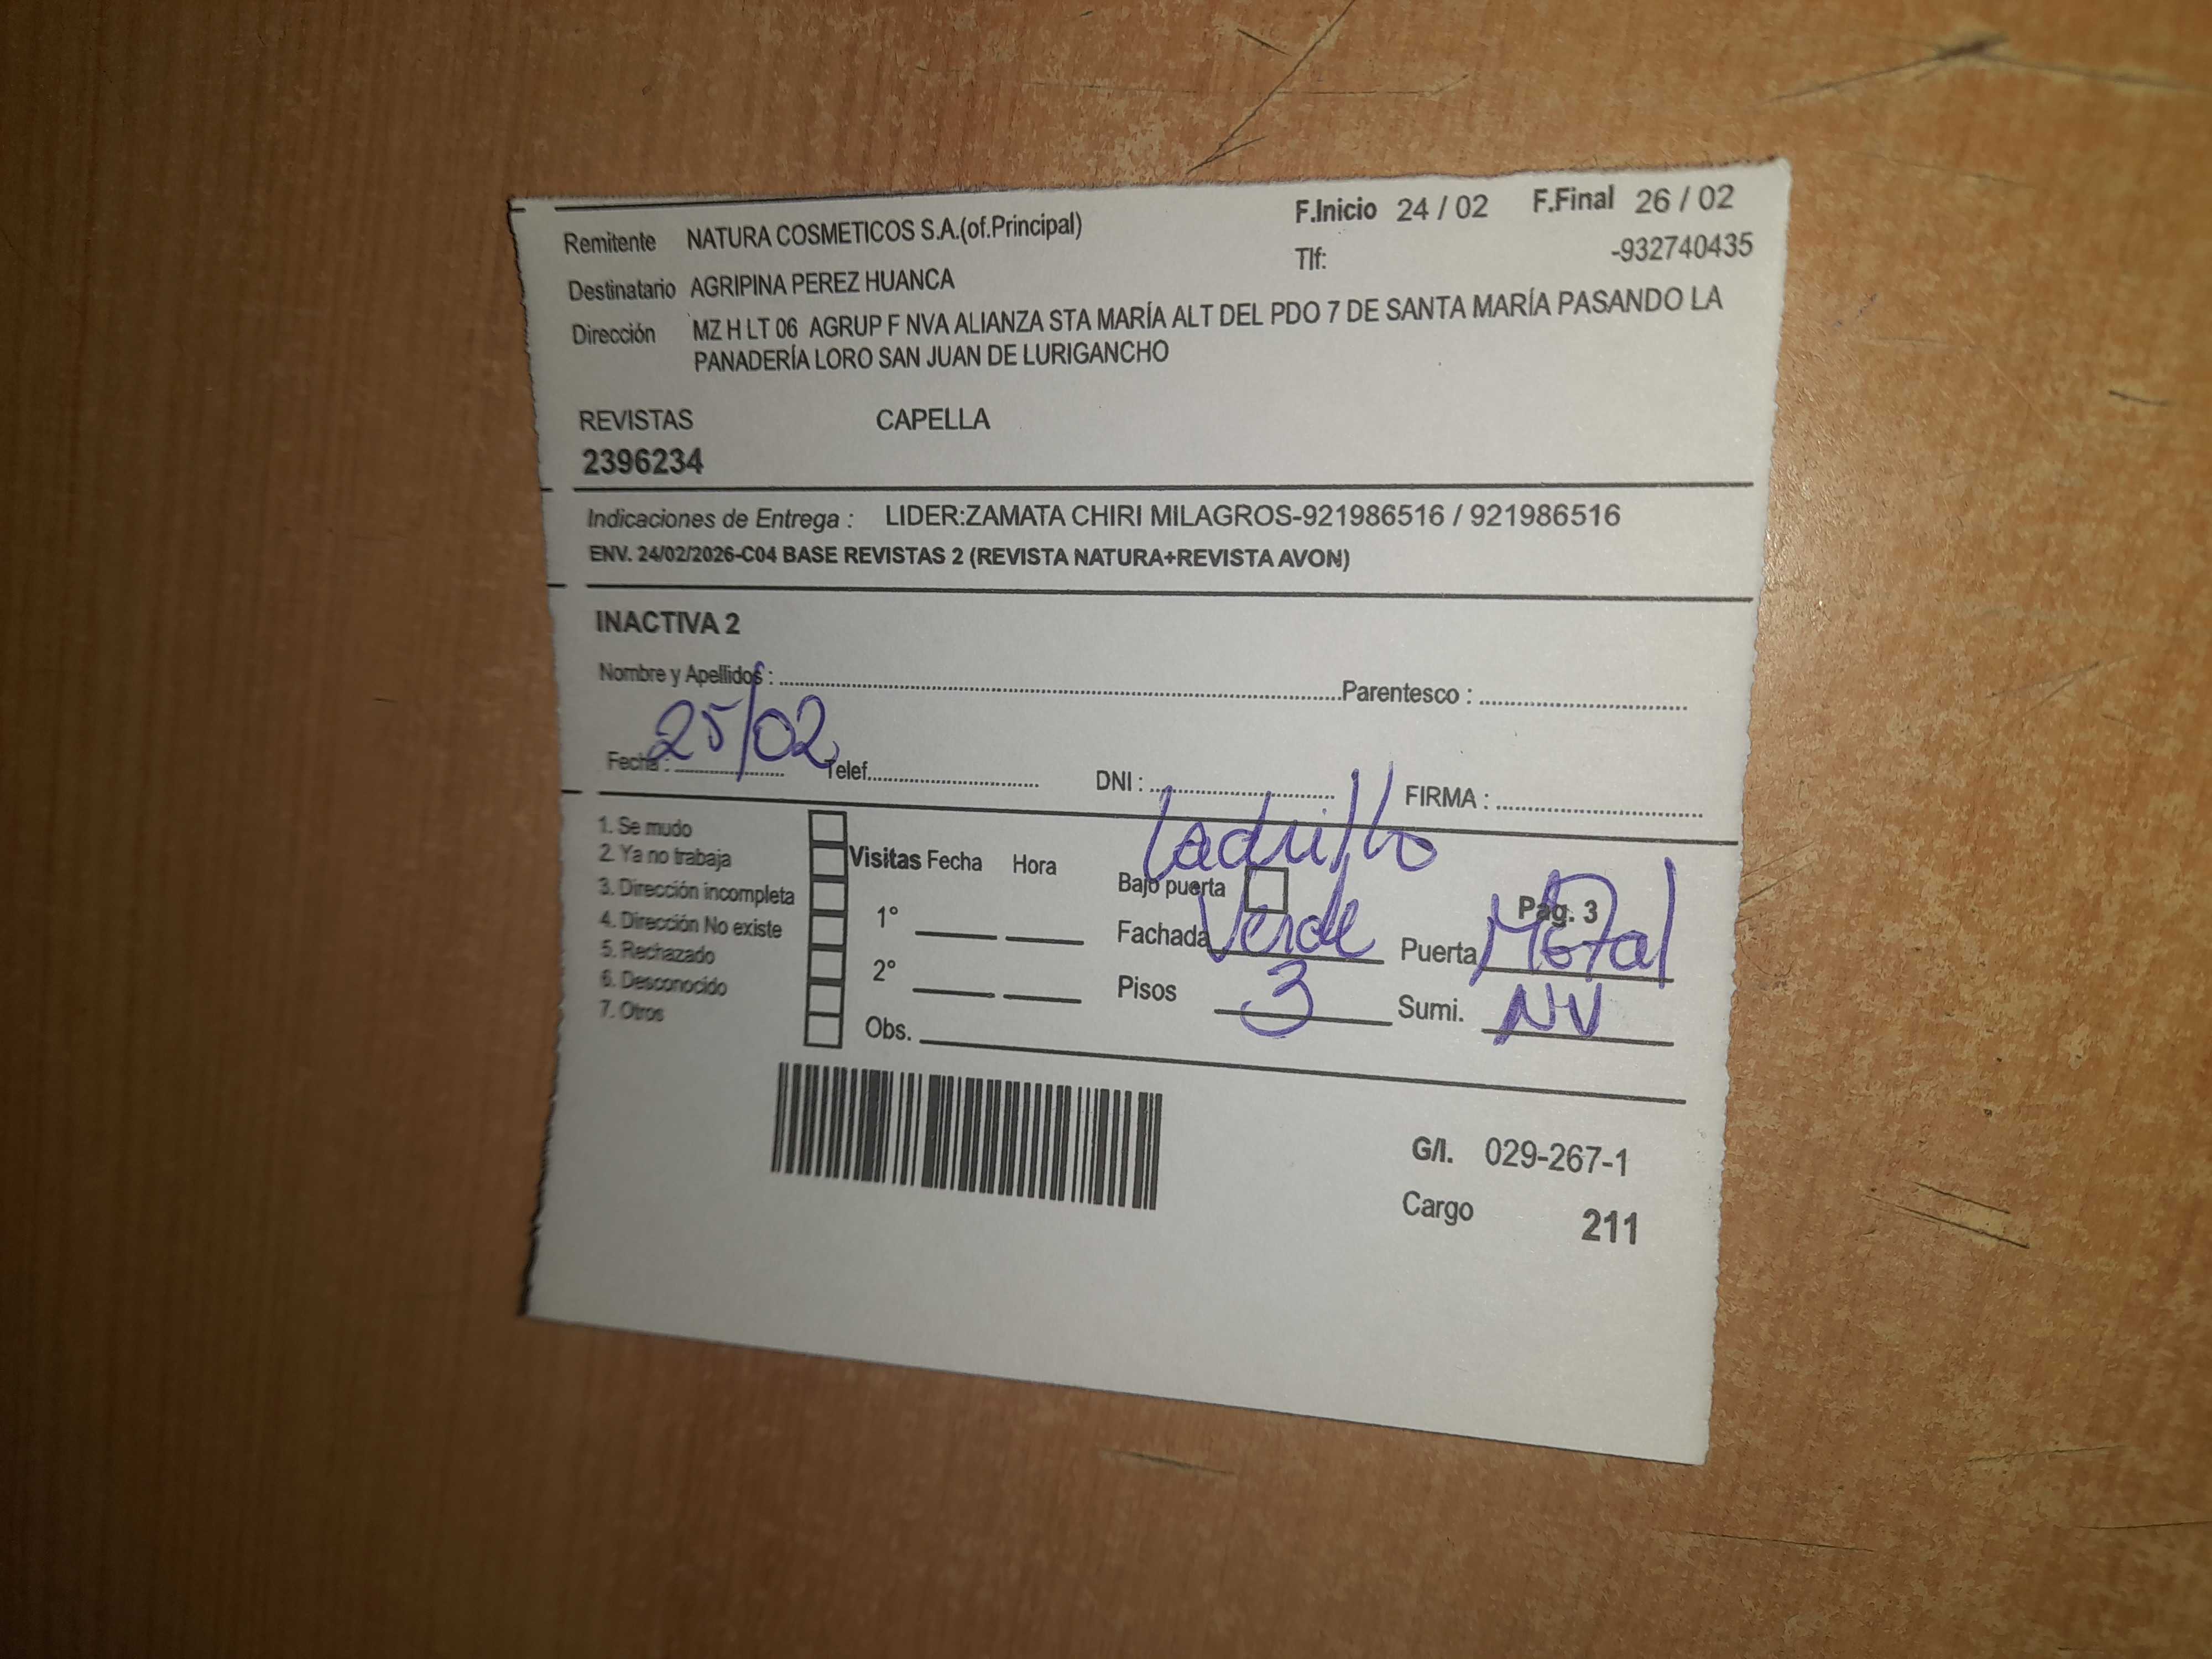 F.Inicio 24 / 02 F.Final 26 / 02
Remitente NATURA COSMETICOS S.A.(of.Principal)
Tlf: -932740435
Destinatario AGRIPINA PEREZ HUANCA
Dirección MZ H LT 06 AGRUP F NVA ALIANZA STA MARÍA ALT DEL PDO 7 DE SANTA MARÍA PASANDO LA
PANADERÍA LORO SAN JUAN DE LURIGANCHO
REVISTAS CAPELLA
2396234
Indicaciones de Entrega : LIDER:ZAMATA CHIRI MILAGROS-921986516 / 921986516
ENV. 24/02/2026-C04 BASE REVISTAS 2 (REVISTA NATURA+REVISTA AVON)
INACTIVA 2
Nombre y Apellidos : Parentesco :
Fecha : 25/02 Telef. DNI : FIRMA :
1. Se mudo
2. Ya no trabaja
3. Dirección incompleta
4. Dirección No existe
5. Rechazado
6. Desconocido
7. Otros
Visitas Fecha Hora
1°
2°
Obs.
ladrillo
Bajo puerta Pag. 3
Fachada Verde Puerta Metal
Pisos 3 Sumi. NV
G/I. 029-267-1
Cargo 211